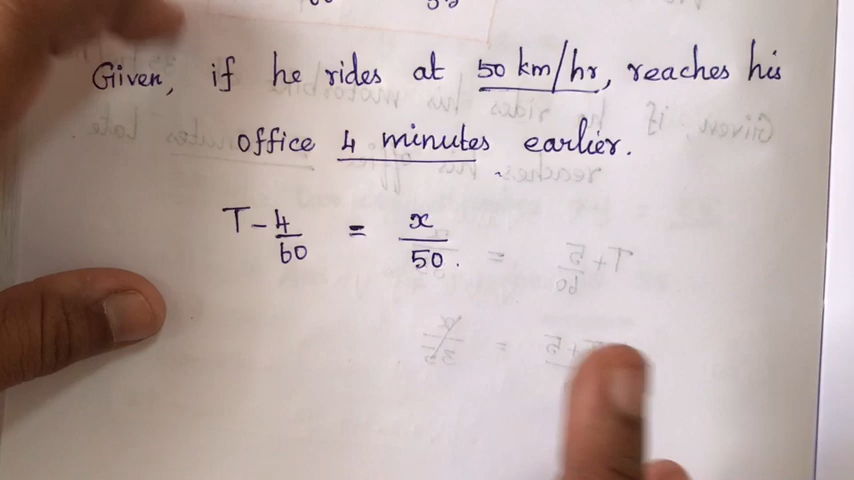 Given, if he rides at 50 km/hr, reaches his
office 4 minutes earlier.
T - 4/60 = x/50.